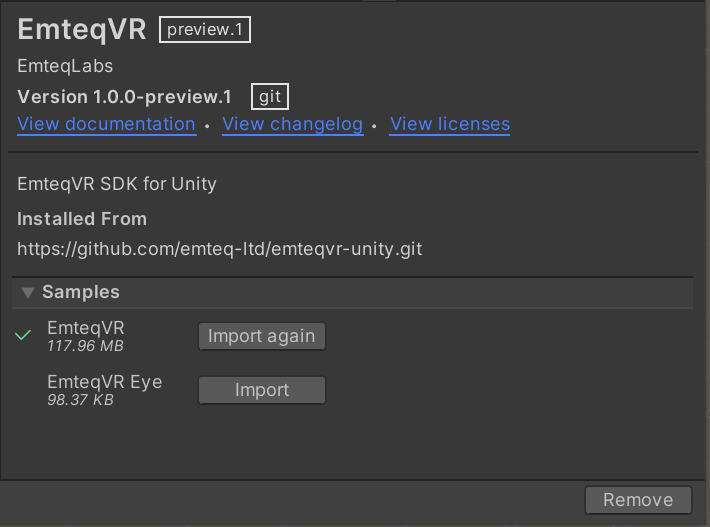 EmteqVR preview.1
EmteqLabs
Version 1.0.0-preview.1 git
View documentation • View changelog • View licenses
EmteqVR SDK for Unity
Installed From
https://github.com/emteq-ltd/emteqvr-unity.git
Samples
EmteqVR
117.96 MB
Import again
EmteqVR Eye
98.37 KB
Import
Remove